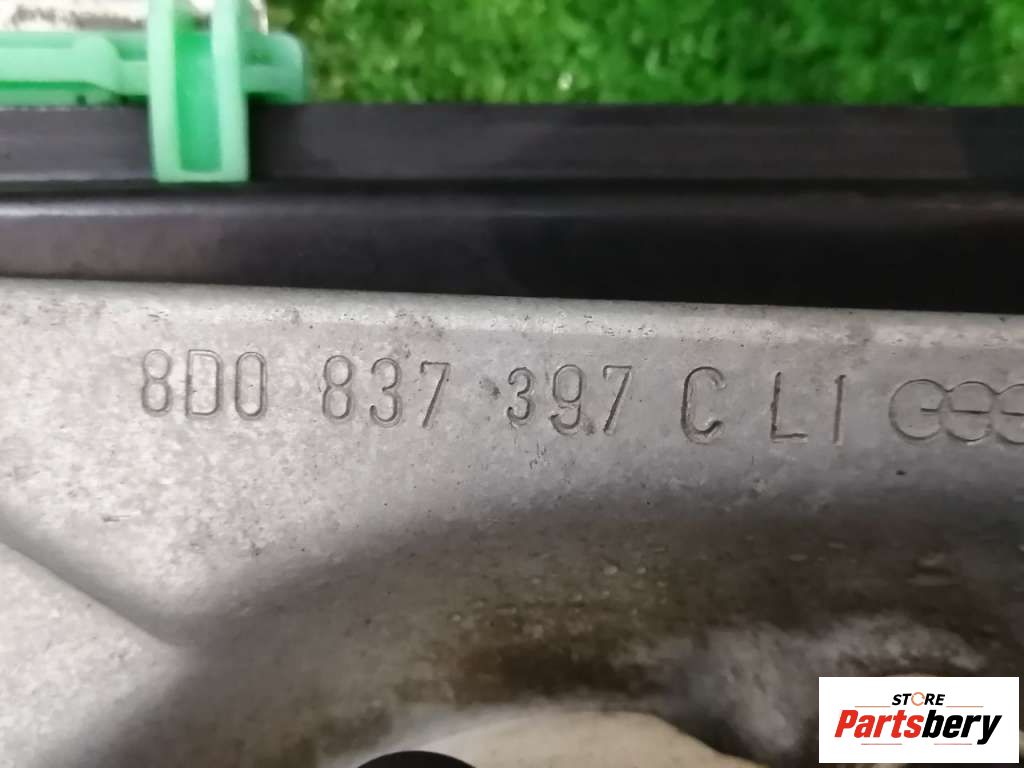 8D0 837 397 C LI
STORE
Partsbery